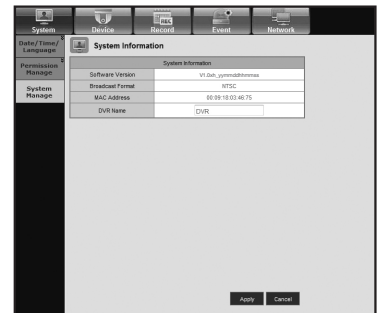 System Device Record Event Network
Date/Time/
Language
Permission
Manage
System
Manage
System Information
System Information
Software Version V1.0xh_yymmddhhmmss
Broadcast Format NTSC
MAC Address 00:09:18:03:46:75
DVR Name DVR
Apply Cancel